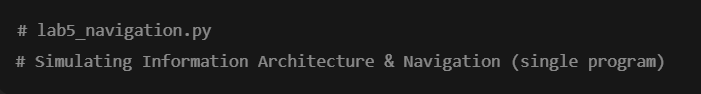 # lab5_navigation.py
# Simulating Information Architecture & Navigation (single program)